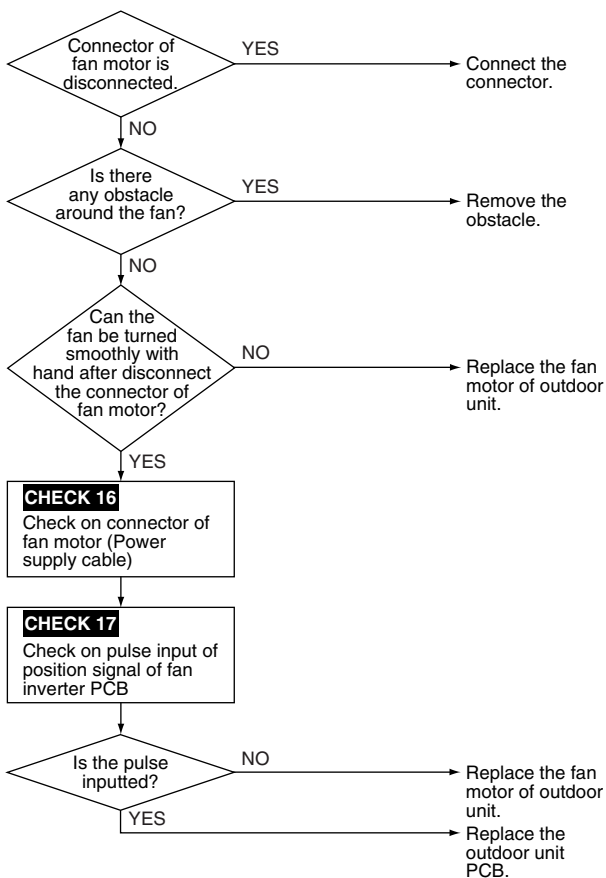 Connector of
fan motor is
disconnected.
YES
Connect the
connector.
NO
Is there
any obstacle
around the fan?
YES
Remove the
obstacle.
NO
Can the
fan be turned
smoothly with
hand after disconnect
the connector of
fan motor?
NO
Replace the fan
motor of outdoor
unit.
YES
CHECK 16
Check on connector of
fan motor (Power
supply cable)
CHECK 17
Check on pulse input of
position signal of fan
inverter PCB
Is the pulse
inputted?
NO
Replace the fan
motor of outdoor
unit.
YES
Replace the
outdoor unit
PCB.